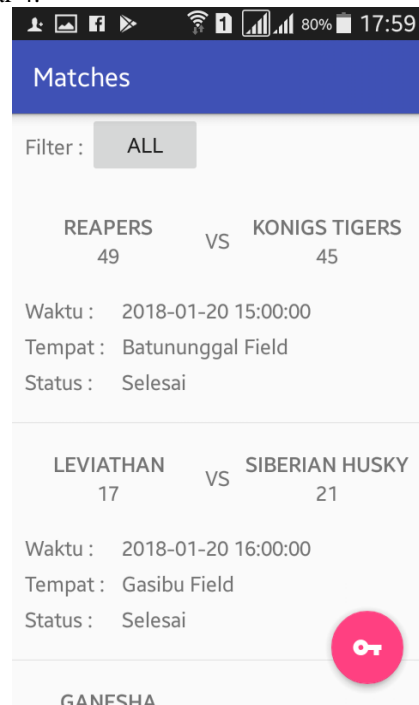 80% 17:59
Matches
Filter : ALL
REAPERS VS KONIGS TIGERS
49 45
Waktu : 2018-01-20 15:00:00
Tempat : Batununggal Field
Status : Selesai
LEVIATHAN VS SIBERIAN HUSKY
17 21
Waktu : 2018-01-20 16:00:00
Tempat : Gasibu Field
Status : Selesai
GANESHA